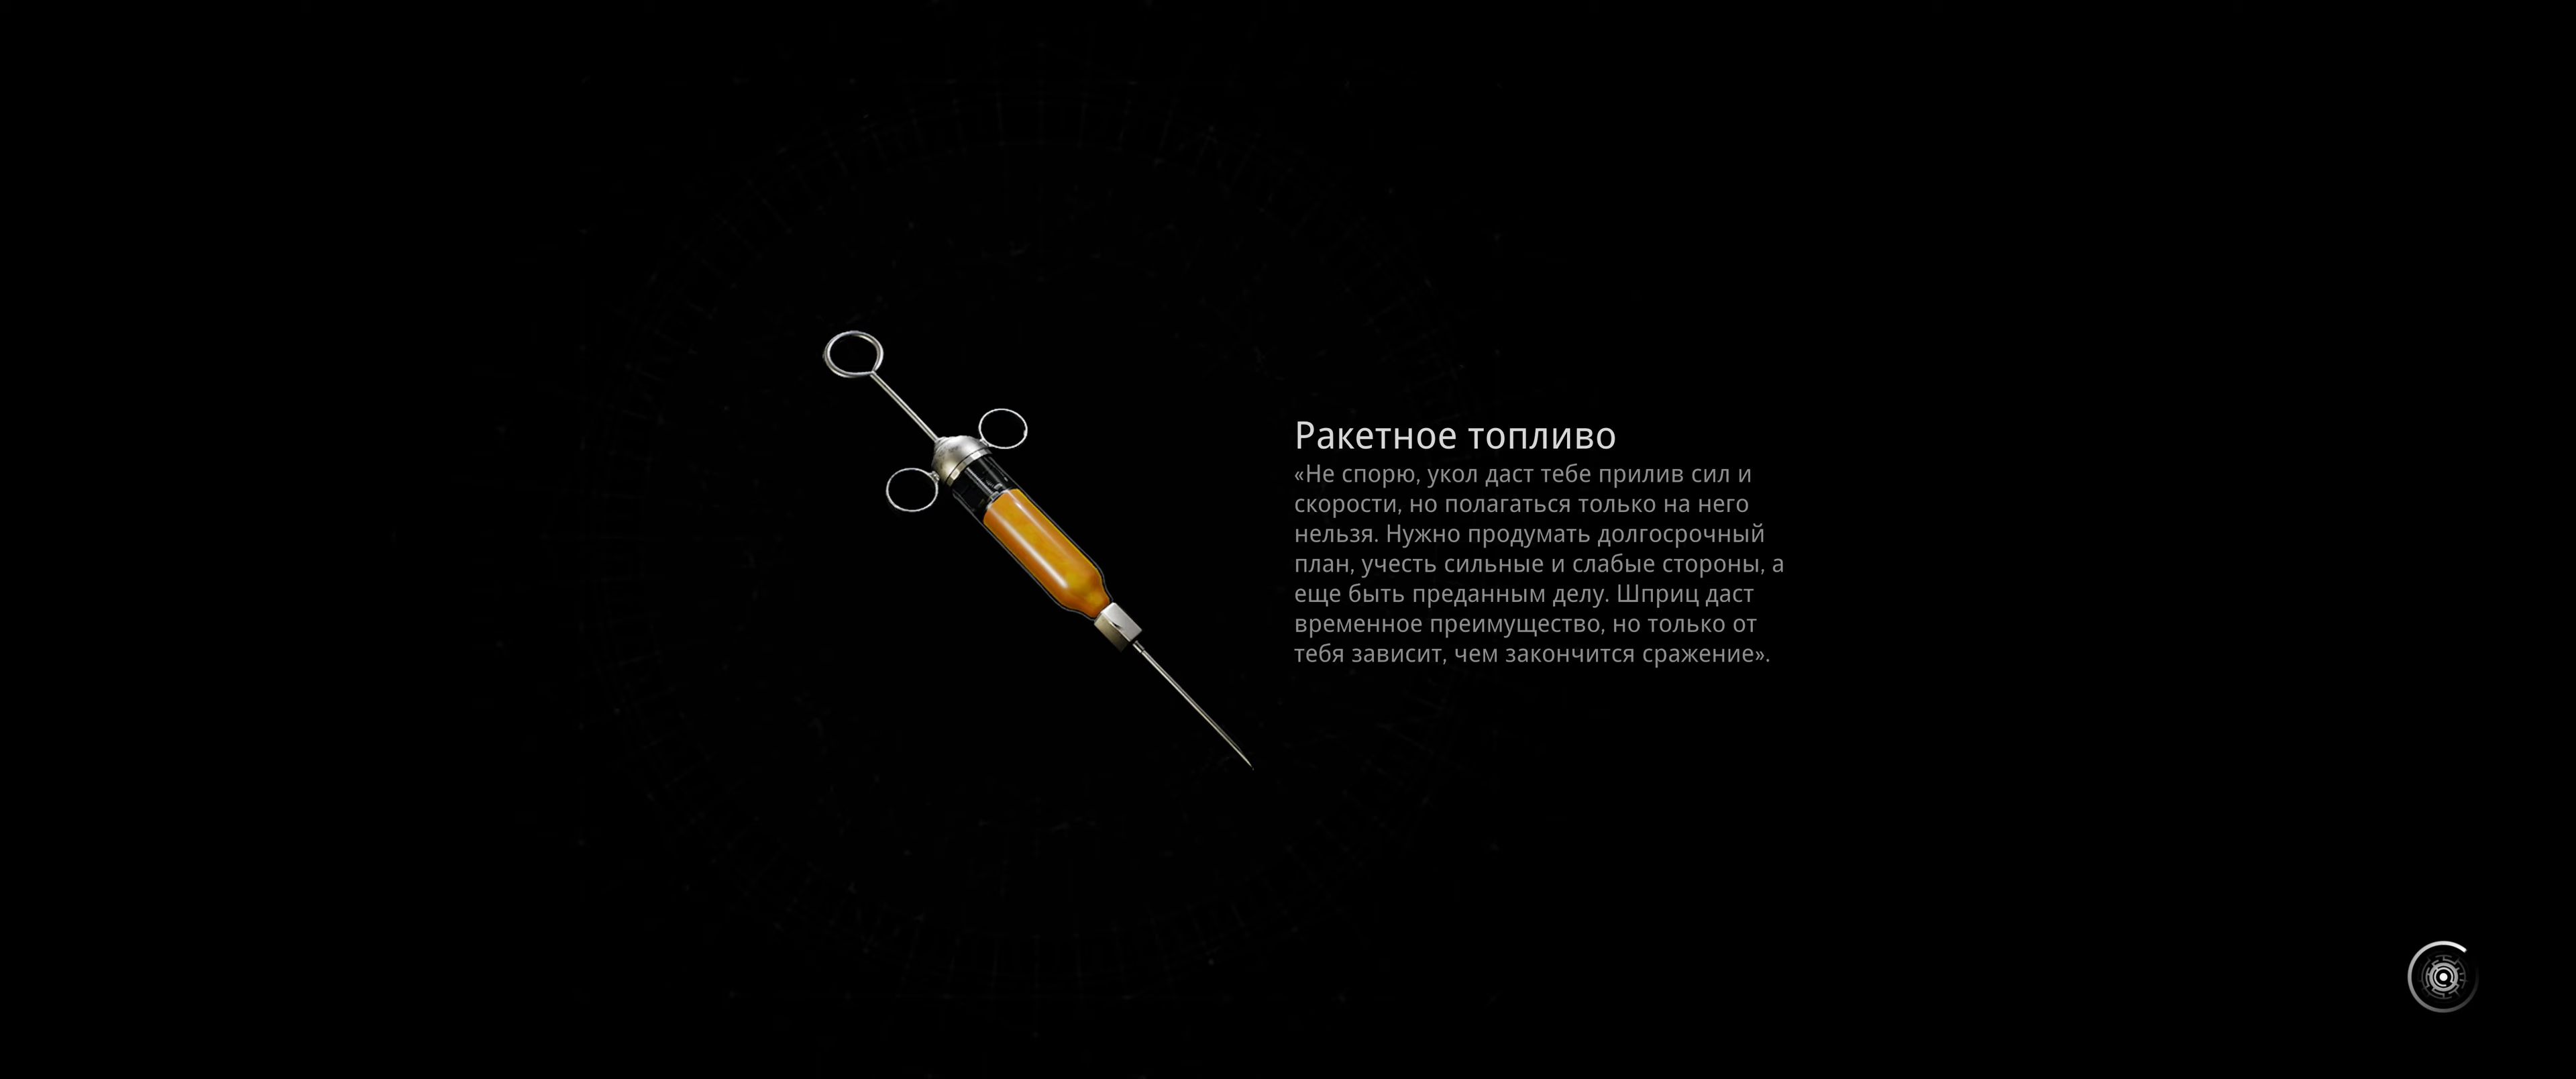 Ракетное топливо
«Не спорю, укол даст тебе прилив сил и
скорости, но полагаться только на него
нельзя. Нужно продумать долгосрочный
план, учесть сильные и слабые стороны, а
еще быть преданным делу. Шприц даст
временное преимущество, но только от
тебя зависит, чем закончится сражение».